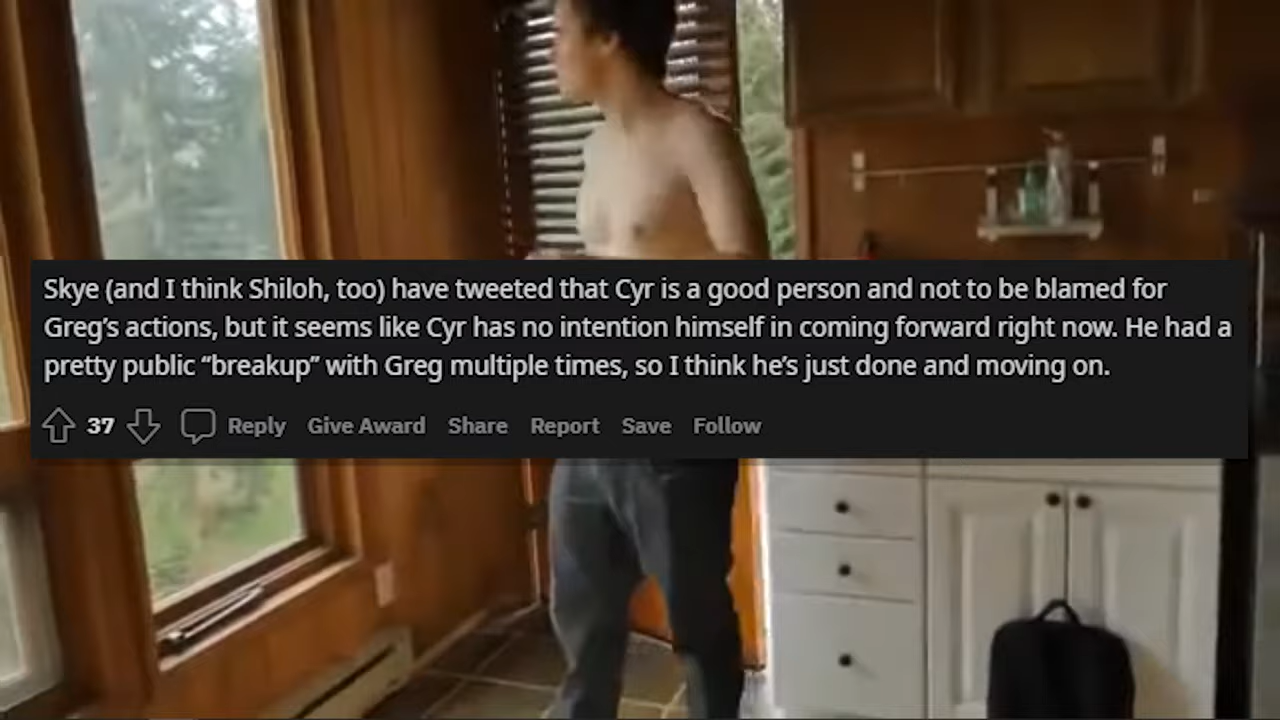 Skye (and I think Shiloh, too) have tweeted that Cyr is a good person and not to be blamed for
Greg’s actions, but it seems like Cyr has no intention himself in coming forward right now. He had a
pretty public “breakup” with Greg multiple times, so I think he’s just done and moving on.
37 Reply Give Award Share Report Save Follow